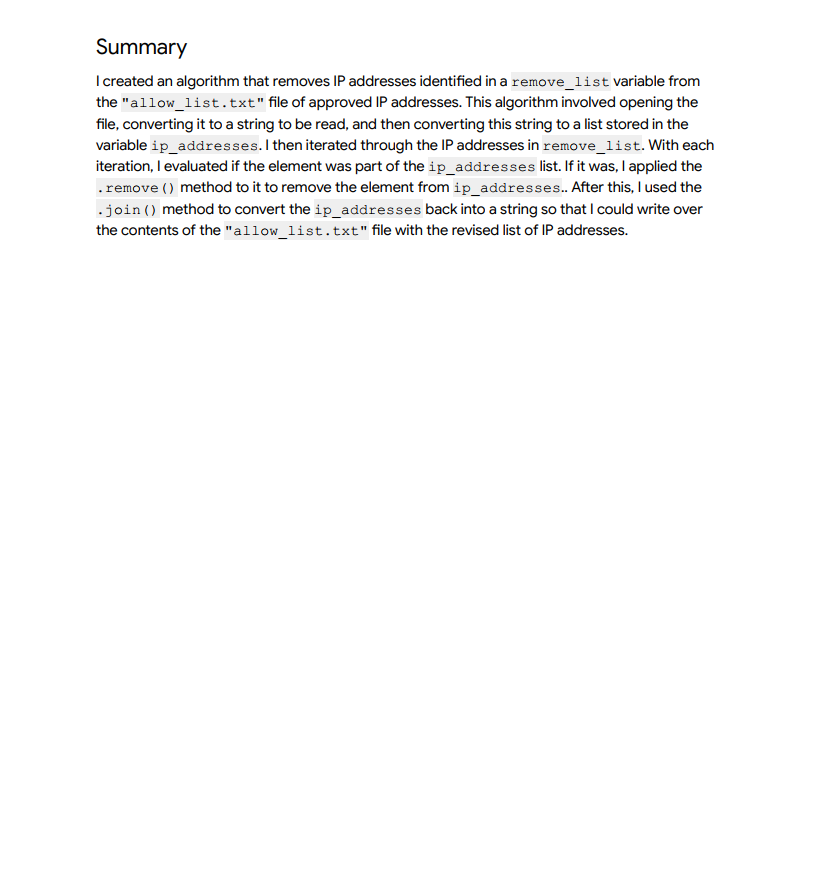 Summary
I created an algorithm that removes IP addresses identified in a remove_list variable from
the "allow_list.txt" file of approved IP addresses. This algorithm involved opening the
file, converting it to a string to be read, and then converting this string to a list stored in the
variable ip_addresses. I then iterated through the IP addresses in remove_list. With each
iteration, I evaluated if the element was part of the ip_addresses list. If it was, I applied the
.remove() method to it to remove the element from ip_addresses.. After this, I used the
.join() method to convert the ip_addresses back into a string so that I could write over
the contents of the "allow_list.txt" file with the revised list of IP addresses.